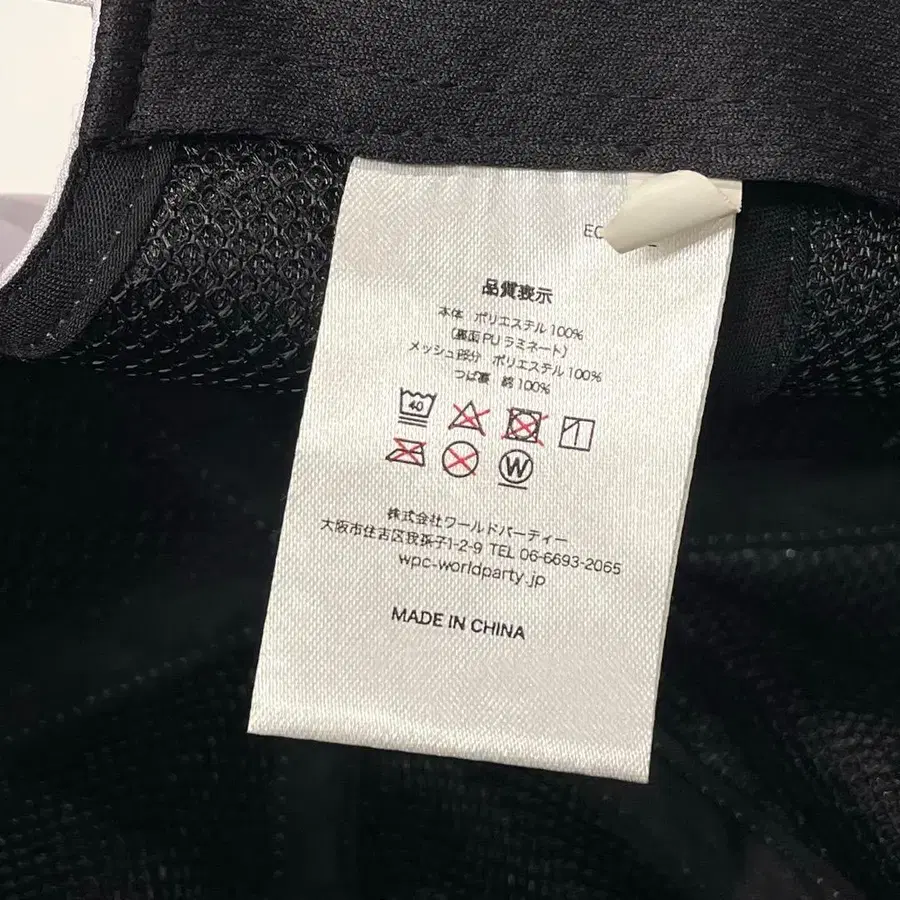 EC
品質表示
本体 ポリエステル100%
(裏面PUラミネート)
メッシュ部分 ポリエステル100%
つば裏 綿100%
40
W
株式会社ワールドパーティー
大阪市住吉区我孫子1-2-9 TEL 06-6693-2065
wpc-worldparty.jp
MADE IN CHINA